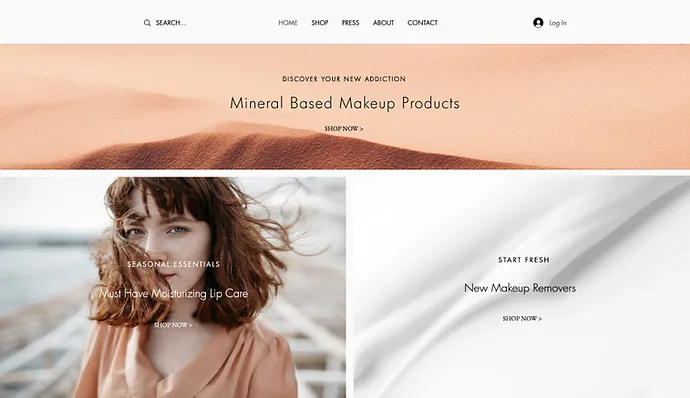 SEARCH...
HOME SHOP PRESS ABOUT CONTACT
Log In
DISCOVER YOUR NEW ADDICTION
Mineral Based Makeup Products
SHOP NOW >
SEASONAL ESSENTIALS
Must Have Moisturizing Lip Care
SHOP NOW >
START FRESH
New Makeup Removers
SHOP NOW >